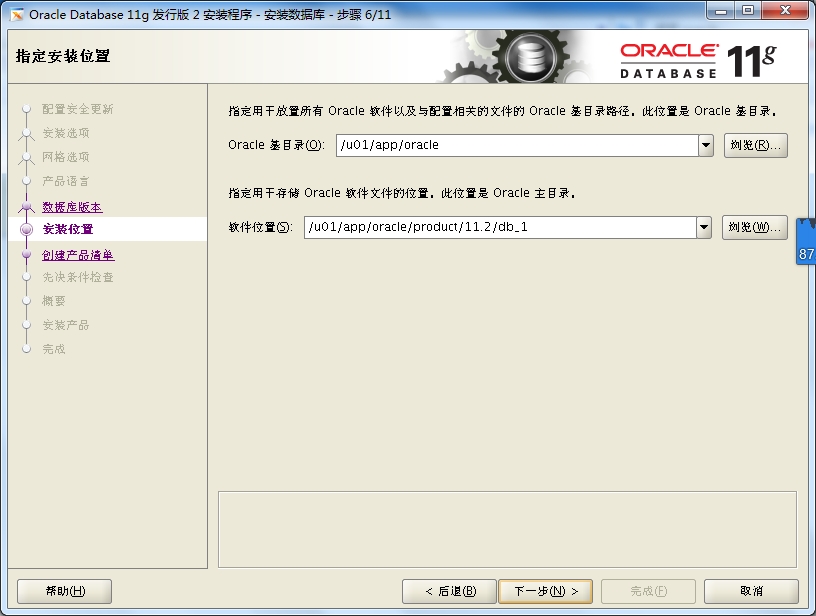 Oracle Database 11g 发行版 2 安装程序 - 安装数据库 - 步骤 6/11
指定安装位置
ORACLE
DATABASE 11g
配置安全更新
安装选项
网格选项
产品语言
数据库版本
安装位置
创建产品清单
先决条件检查
概要
安装产品
完成
指定用于放置所有 Oracle 软件以及与配置相关的文件的 Oracle 基目录路径。此位置是 Oracle 基目录。
Oracle 基目录(O): /u01/app/oracle 浏览(R)...
指定用于存储 Oracle 软件文件的位置。此位置是 Oracle 主目录。
软件位置(S): /u01/app/oracle/product/11.2/db_1 浏览(W)...
87
帮助(H) < 后退(B) 下一步(N) > 完成(F) 取消